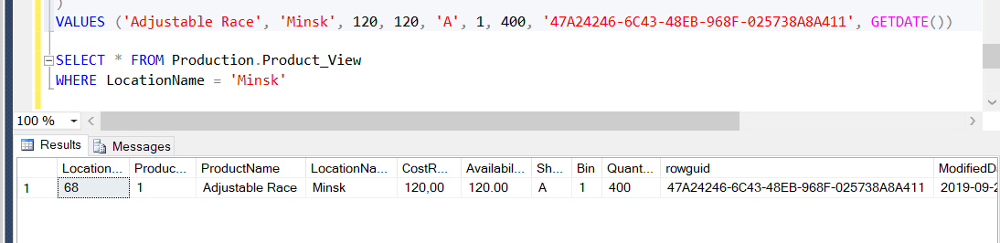 )
VALUES ('Adjustable Race', 'Minsk', 120, 120, 'A', 1, 400, '47A24246-6C43-48EB-968F-025738A8A411', GETDATE())
SELECT * FROM Production.Product_View
WHERE LocationName = 'Minsk'
100 %
Results Messages
Location... Produc... ProductName LocationNa... CostR... Availabil... Sh... Bin Quant... rowguid ModifiedDa
1 68 1 Adjustable Race Minsk 120,00 120.00 A 1 400 47A24246-6C43-48EB-968F-025738A8A411 2019-09-2